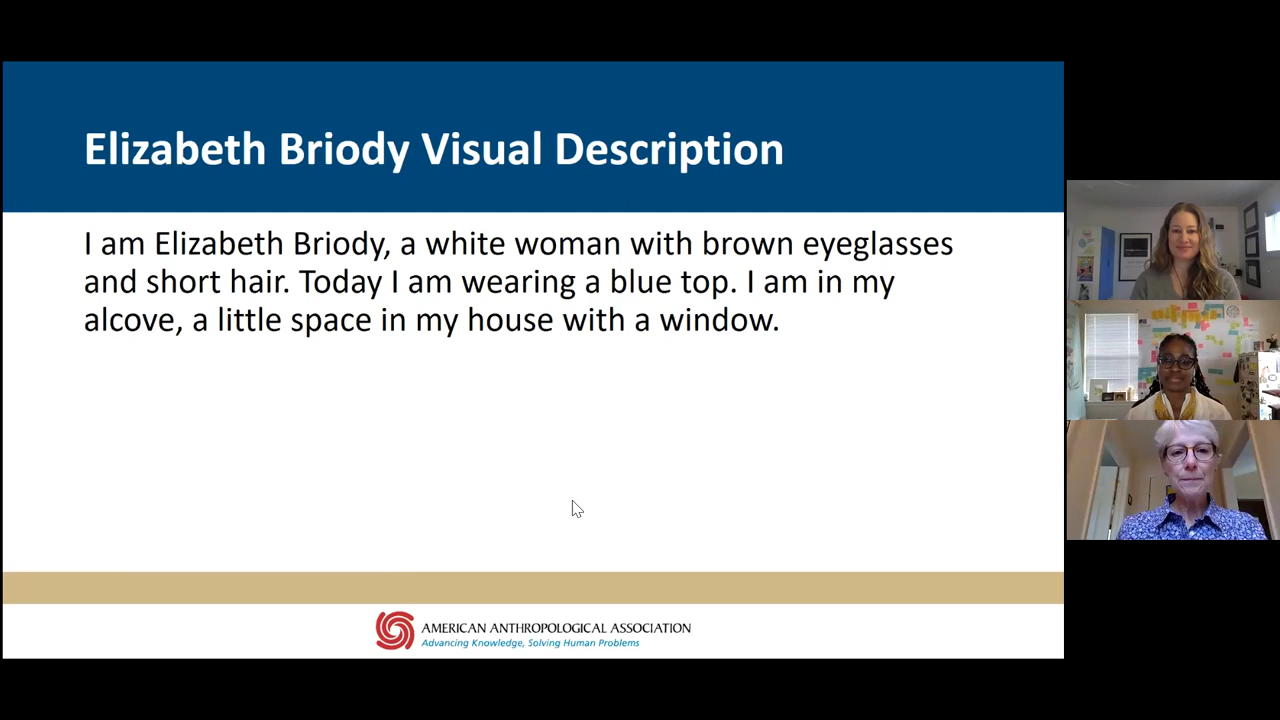 Elizabeth Briody Visual Description
I am Elizabeth Briody, a white woman with brown eyeglasses
and short hair. Today I am wearing a blue top. I am in my
alcove, a little space in my house with a window.
AMERICAN ANTHROPOLOGICAL ASSOCIATION
Advancing Knowledge, Solving Human Problems